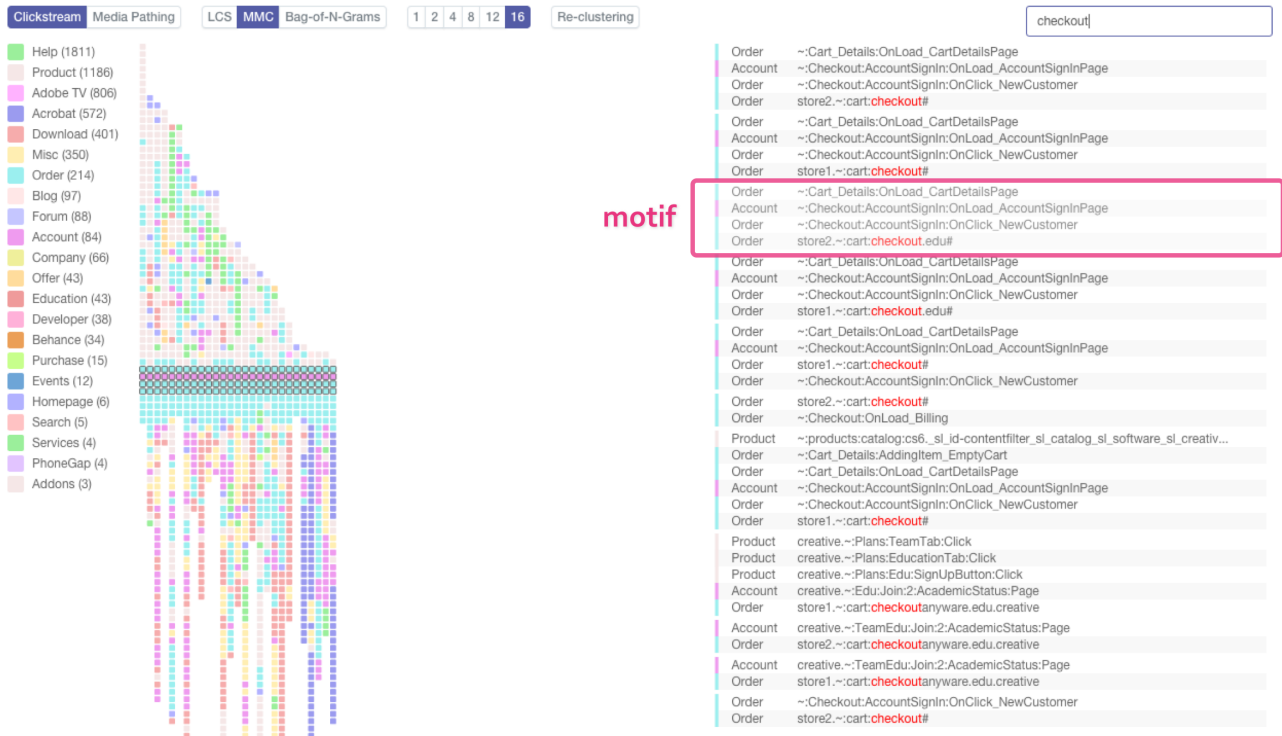 Clickstream Media Pathing LCS MMC Bag-of-N-Grams 1 2 4 8 12 16 Re-clustering checkout
Help (1811)
Product (1186)
Adobe TV (806)
Acrobat (572)
Download (401)
Misc (350)
Order (214)
Blog (97)
Forum (88)
Account (84)
Company (66)
Offer (43)
Education (43)
Developer (38)
Behance (34)
Purchase (15)
Events (12)
Homepage (6)
Search (5)
Services (4)
PhoneGap (4)
Addons (3)
motif
Order ~:Cart_Details:OnLoad_CartDetailsPage
Account ~:Checkout:AccountSignIn:OnLoad_AccountSignInPage
Order ~:Checkout:AccountSignIn:OnClick_NewCustomer
Order store2.~:cart:checkout#
Order ~:Cart_Details:OnLoad_CartDetailsPage
Account ~:Checkout:AccountSignIn:OnLoad_AccountSignInPage
Order ~:Checkout:AccountSignIn:OnClick_NewCustomer
Order store1.~:cart:checkout#
Order ~:Cart_Details:OnLoad_CartDetailsPage
Account ~:Checkout:AccountSignIn:OnLoad_AccountSignInPage
Order ~:Checkout:AccountSignIn:OnClick_NewCustomer
Order store2.~:cart:checkout.edu#
Order ~:Cart_Details:OnLoad_CartDetailsPage
Account ~:Checkout:AccountSignIn:OnLoad_AccountSignInPage
Order ~:Checkout:AccountSignIn:OnClick_NewCustomer
Order store1.~:cart:checkout.edu#
Order ~:Cart_Details:OnLoad_CartDetailsPage
Account ~:Checkout:AccountSignIn:OnLoad_AccountSignInPage
Order store1.~:cart:checkout#
Order ~:Checkout:AccountSignIn:OnClick_NewCustomer
Order store2.~:cart:checkout#
Order ~:Checkout:OnLoad_Billing
Product ~:products:catalog:cs6._sl_id-contentfilter_sl_catalog_sl_software_sl_creativ...
Order ~:Cart_Details:AddingItem_EmptyCart
Order ~:Cart_Details:OnLoad_CartDetailsPage
Account ~:Checkout:AccountSignIn:OnLoad_AccountSignInPage
Order ~:Checkout:AccountSignIn:OnClick_NewCustomer
Order store1.~:cart:checkout#
Product creative.~:Plans:TeamTab:Click
Product creative.~:Plans:EducationTab:Click
Product creative.~:Plans:Edu:SignUpButton:Click
Account creative.~:Edu:Join:2:AcademicStatus:Page
Order store1.~:cart:checkoutanyware.edu.creative
Account creative.~:TeamEdu:Join:2:AcademicStatus:Page
Order store2.~:cart:checkoutanyware.edu.creative
Account creative.~:TeamEdu:Join:2:AcademicStatus:Page
Order store1.~:cart:checkoutanyware.edu.creative
Order ~:Checkout:AccountSignIn:OnClick_NewCustomer
Order store2.~:cart:checkout#